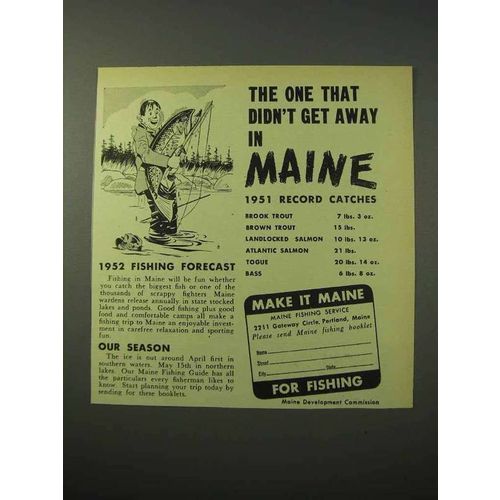 THE ONE THAT
DIDN'T GET AWAY
IN
MAINE
1951 RECORD CATCHES
BROOK TROUT 7 lbs. 3 oz.
BROWN TROUT 15 lbs.
LANDLOCKED SALMON 10 lbs. 13 oz.
ATLANTIC SALMON 21 lbs.
TOGUE 20 lbs. 14 oz.
BASS 6 lbs. 8 oz.
1952 FISHING FORECAST
Fishing in Maine will be fun whether
you catch the biggest fish or one of the
thousands of scrappy fighters Maine
wardens release annually in state stocked
lakes and ponds. Good fishing plus good
food and comfortable camps all make a
fishing trip to Maine an enjoyable invest-
ment in carefree relaxation and sporting
fun.
OUR SEASON
The ice is out around April first in
southern waters. May 15th in northern
lakes. Our Maine Fishing Guide has all
the particulars every fisherman likes to
know. Start planning your trip today by
sending for these booklets.
MAKE IT MAINE
MAINE FISHING SERVICE
2211 Gateway Circle, Portland, Maine
Please send Maine fishing booklet
Name
Street
City State
FOR FISHING
Maine Development Commission